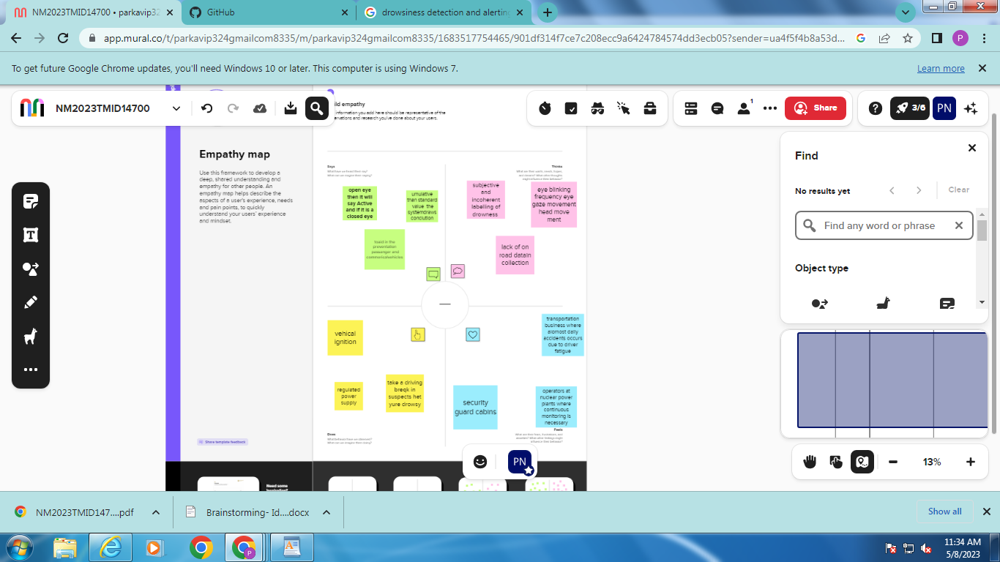 NM2023TMID14700 • parkavip32
GitHub
drowsiness detection and alerting
app.mural.co/t/parkavip324gmailcom8335/m/parkavip324gmailcom8335/1683517754465/901df314f7ce7c208ecc9a6424784574dd3ecb05?sender=ua4f5f4b8a53d...
P
To get future Google Chrome updates, you'll need Windows 10 or later. This computer is using Windows 7.
Learn more
NM2023TMID14700
ild empathy
information you add here should be representative of the
ervations and research you've done about your users.
1
Share
3/6
PN
Empathy map
Use this framework to develop a
deep, shared understanding and
empathy for other people. An
empathy map helps describe the
aspects of a user's experience, needs
and pain points, to quickly
understand your users' experience
and mindset.
Share template feedback
Says
What have we heard them say?
What can we imagine them saying?
Thinks
What are their wants, needs, hopes,
and dreams? What other thoughts
might influence their behavior?
open eye
then it will
say Active
and if it is a
closed eye
umulative
than standard
value the
systemdraws
conclution
toaid in the
preventation
passenger and
commericalvehicles
subjective
and
incoherent
labelling of
drowness
eye blinking
frequency eye
gaze movement
head move
ment
lack of on
road datain
collection
vehical
ignition
regulated
power
supply
take a driving
breqk in
suspects het
yure drowsy
transportation
business where
alomost daily
accidents occurs
due to driver
fatigue
security
guard cabins
operators at
nuclear power
plants where
continuous
monitoring is
necessary
Does
What behavior have we observed?
What can we imagine them doing?
Feels
What are their fears, frustrations, and
anxieties? What other feelings might
influence their behavior?
Need some
inspiration?
PN
Find
No results yet
Clear
Find any word or phrase
Object type
13%
NM2023TMID147....pdf
Brainstorming- Id....docx
Show all
P
11:34 AM
5/8/2023